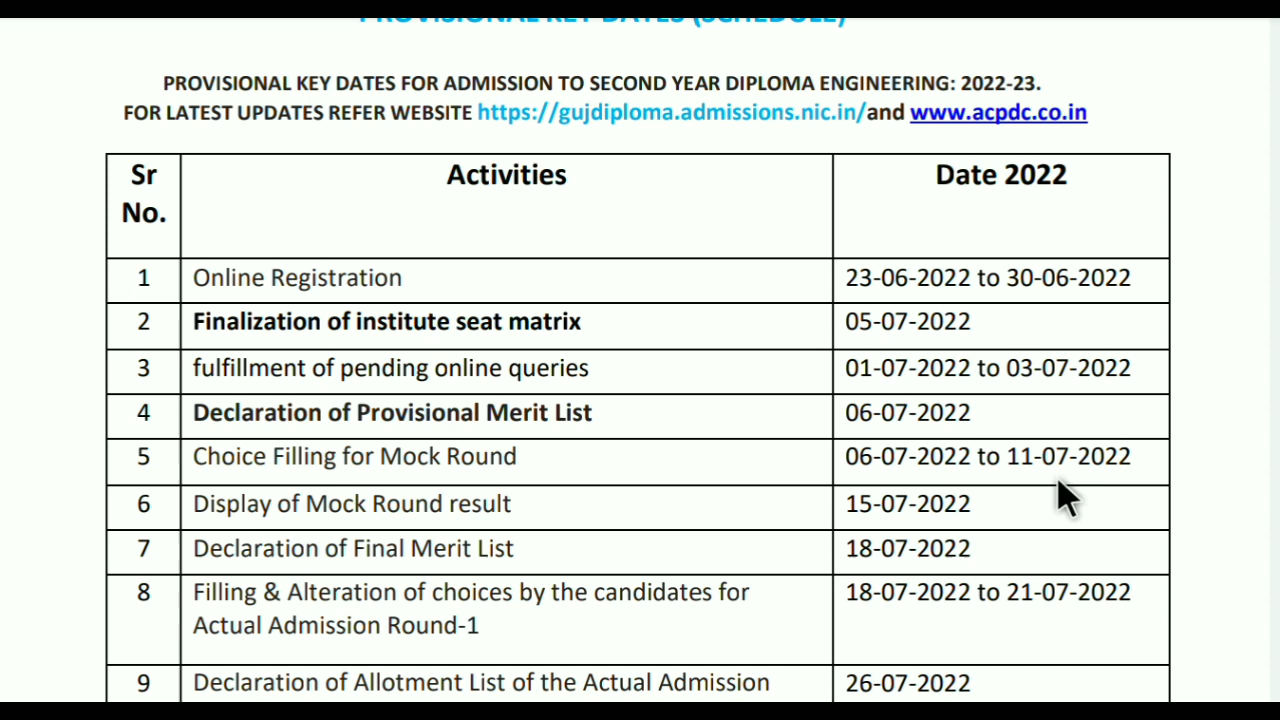 PROVISIONAL KEY DATES (SCHEDULE)
PROVISIONAL KEY DATES FOR ADMISSION TO SECOND YEAR DIPLOMA ENGINEERING: 2022-23.
FOR LATEST UPDATES REFER WEBSITE https://gujdiploma.admissions.nic.in/and www.acpdc.co.in
Sr No. Activities Date 2022
1 Online Registration 23-06-2022 to 30-06-2022
2 Finalization of institute seat matrix 05-07-2022
3 fulfillment of pending online queries 01-07-2022 to 03-07-2022
4 Declaration of Provisional Merit List 06-07-2022
5 Choice Filling for Mock Round 06-07-2022 to 11-07-2022
6 Display of Mock Round result 15-07-2022
7 Declaration of Final Merit List 18-07-2022
8 Filling & Alteration of choices by the candidates for 18-07-2022 to 21-07-2022
Actual Admission Round-1
9 Declaration of Allotment List of the Actual Admission 26-07-2022